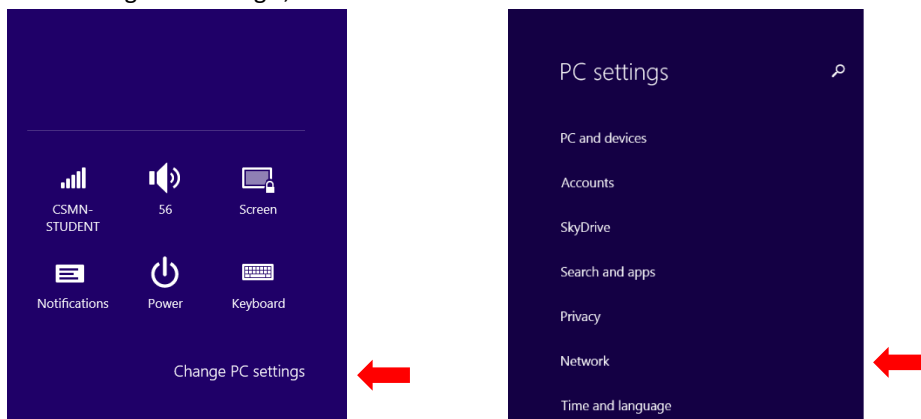 CSMN-
STUDENT
56
Screen
Notifications
Power
Keyboard
Change PC settings
PC settings
PC and devices
Accounts
SkyDrive
Search and apps
Privacy
Network
Time and language